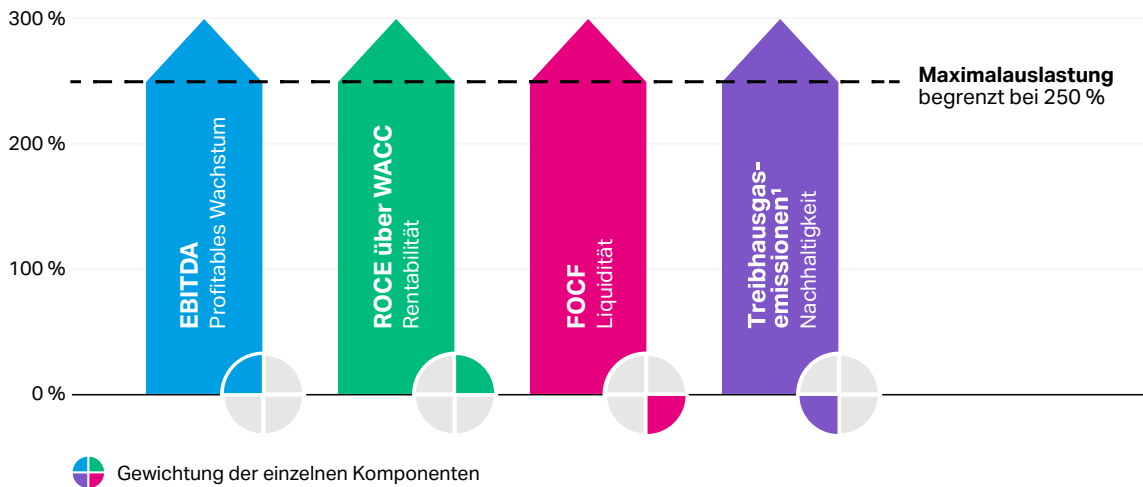 300 %
Maximalauslastung
begrenzt bei 250 %
200 %
100 %
0 %
EBITDA
Profitables Wachstum
ROCE über WACC
Rentabilität
FOCF
Liquidität
Treibhausgas-
emissionen¹
Nachhaltigkeit
Gewichtung der einzelnen Komponenten